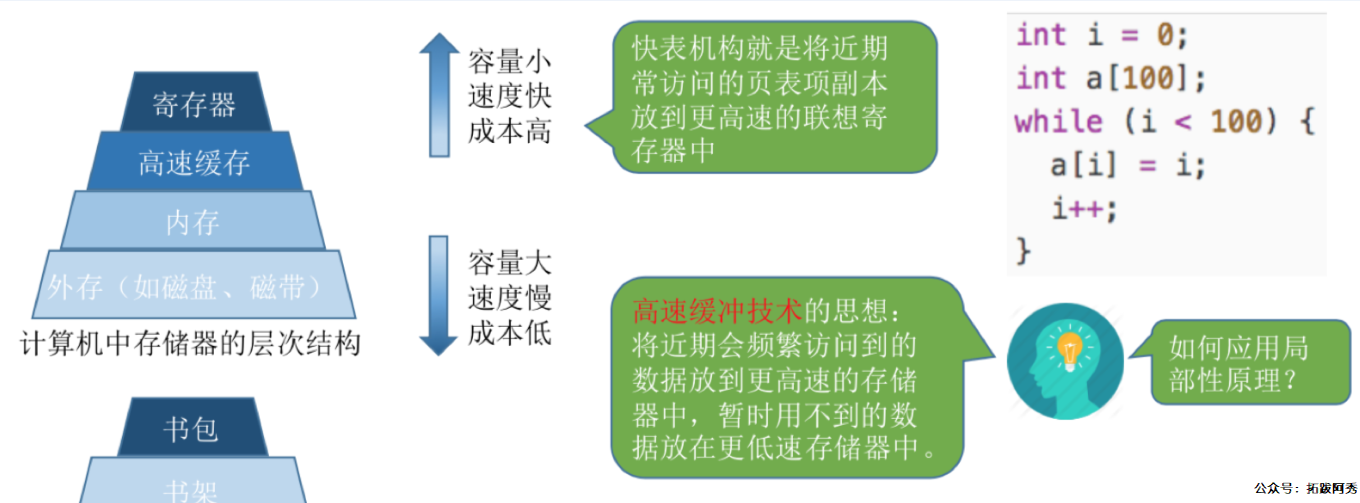 寄存器
高速缓存
内存
外存（如磁盘、磁带）
计算机中存储器的层次结构
书包
书架
容量小
速度快
成本高
容量大
速度慢
成本低
快表机构就是将近期
常访问的页表项副本
放到更高速的联想寄
存器中
高速缓冲技术的思想：
将近期会频繁访问到的
数据放到更高速的存储
器中，暂时用不到的数
据放在更低速存储器中。
int i = 0;
int a[100];
while (i < 100) {
  a[i] = i;
  i++;
}
如何应用局
部性原理？
公众号：拓跋阿秀